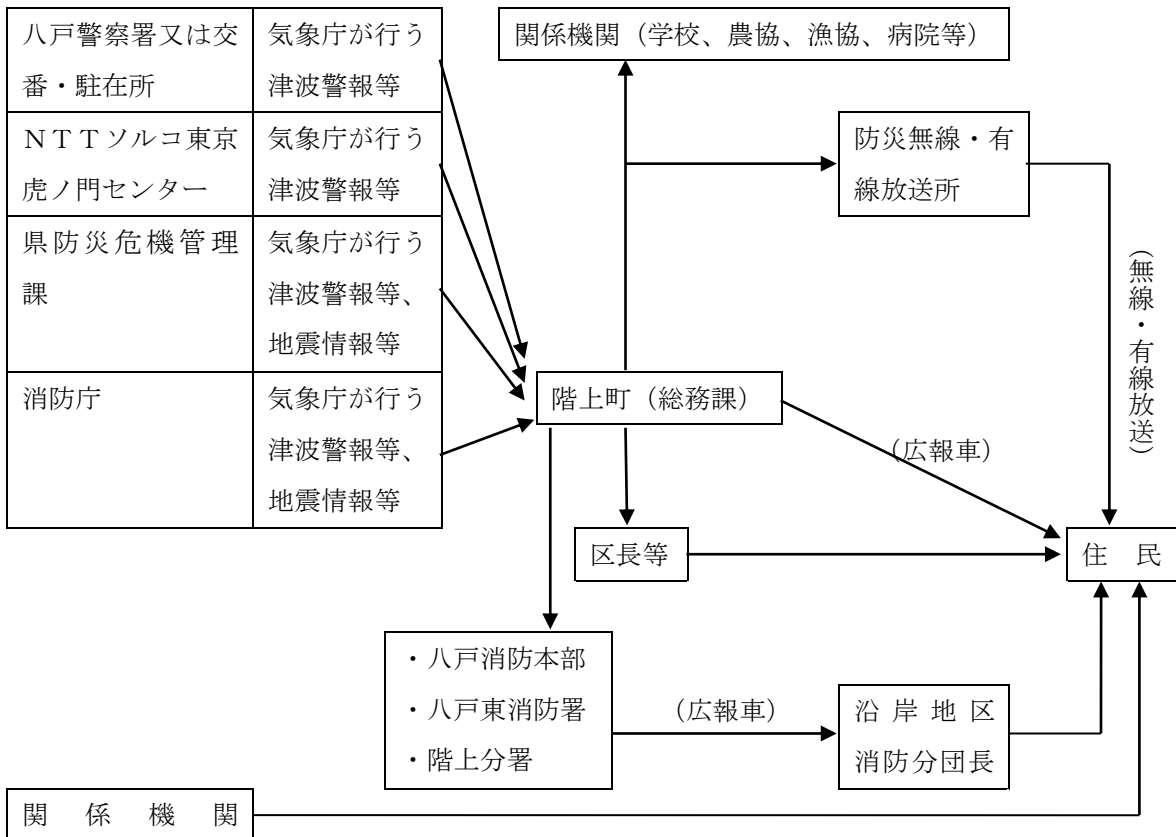 八戸警察署又は交
番・駐在所
気象庁が行う
津波警報等
ＮＴＴソルコ東京
虎ノ門センター
気象庁が行う
津波警報等
県防災危機管理
課
気象庁が行う
津波警報等、
地震情報等
消防庁
気象庁が行う
津波警報等、
地震情報等
関係機関（学校、農協、漁協、病院等）
防災無線・有
線放送所
（無線・有線放送）
階上町（総務課）
（広報車）
区長等
住　民
・八戸消防本部
・八戸東消防署
・階上分署
（広報車）
沿岸地区
消防分団長
関係機関